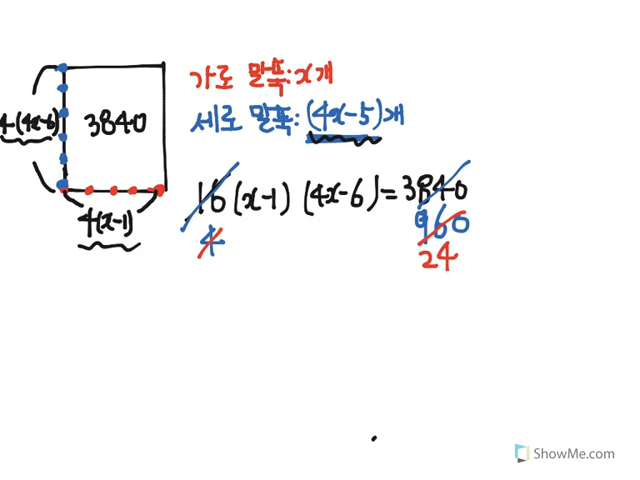 가로 말뚝: x개
세로 말뚝: (4x-5)개
4(4x-6)
3840
4(x-1)
16(x-1)(4x-6)=3840
4
960
24
ShowMe.com